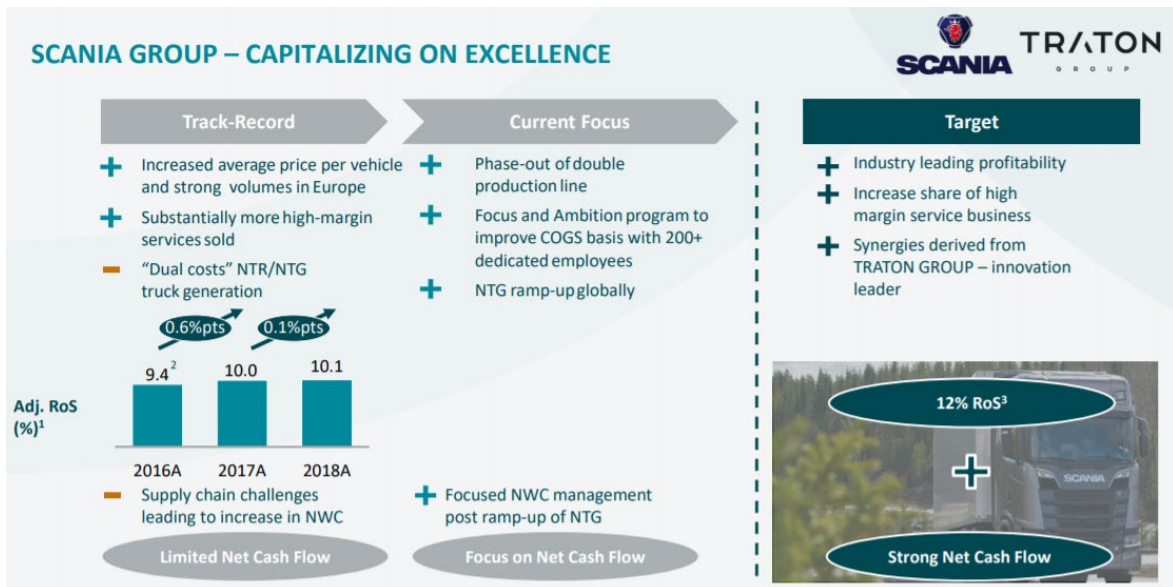 SCANIA GROUP – CAPITALIZING ON EXCELLENCE
SCANIA
TRATON
GROUP
Track-Record
Increased average price per vehicle
and strong volumes in Europe
Substantially more high-margin
services sold
“Dual costs” NTR/NTG
truck generation
0.6%pts
0.1%pts
9.4²
10.0
10.1
Adj. RoS
(%)¹
2016A
2017A
2018A
Supply chain challenges
leading to increase in NWC
Limited Net Cash Flow
Current Focus
Phase-out of double
production line
Focus and Ambition program to
improve COGS basis with 200+
dedicated employees
NTG ramp-up globally
Focused NWC management
post ramp-up of NTG
Focus on Net Cash Flow
Target
Industry leading profitability
Increase share of high
margin service business
Synergies derived from
TRATON GROUP – innovation
leader
12% RoS³
SCANIA
Strong Net Cash Flow